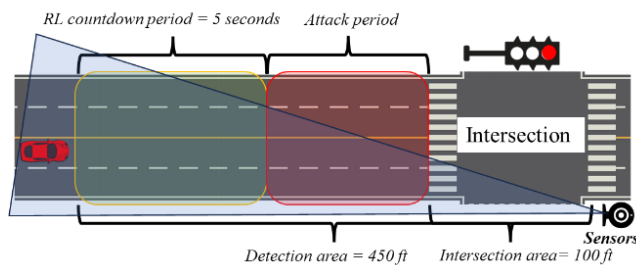 RL countdown period = 5 seconds
Attack period
Intersection
Sensors
Detection area = 450 ft
Intersection area= 100 ft